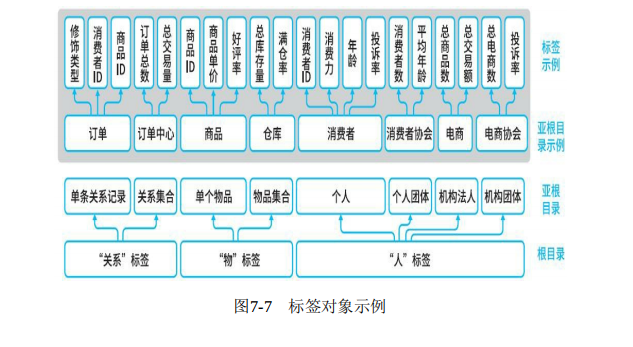 修饰类型
消费者ID
商品ID
订单总数
总交易量
商品ID
商品单价
好评率
总库存量
满仓率
消费者ID
消费力
年龄
投诉率
消费者数
平均年龄
总商品数
总交易额
总电商数
投诉率
标签
示例
订单
订单中心
商品
仓库
消费者
消费者协会
电商
电商协会
亚根目
录示例
单条关系记录
关系集合
单个物品
物品集合
个人
个人团体
机构法人
机构团体
亚根
目录
“关系”标签
“物”标签
“人”标签
根目录
图7-7 标签对象示例